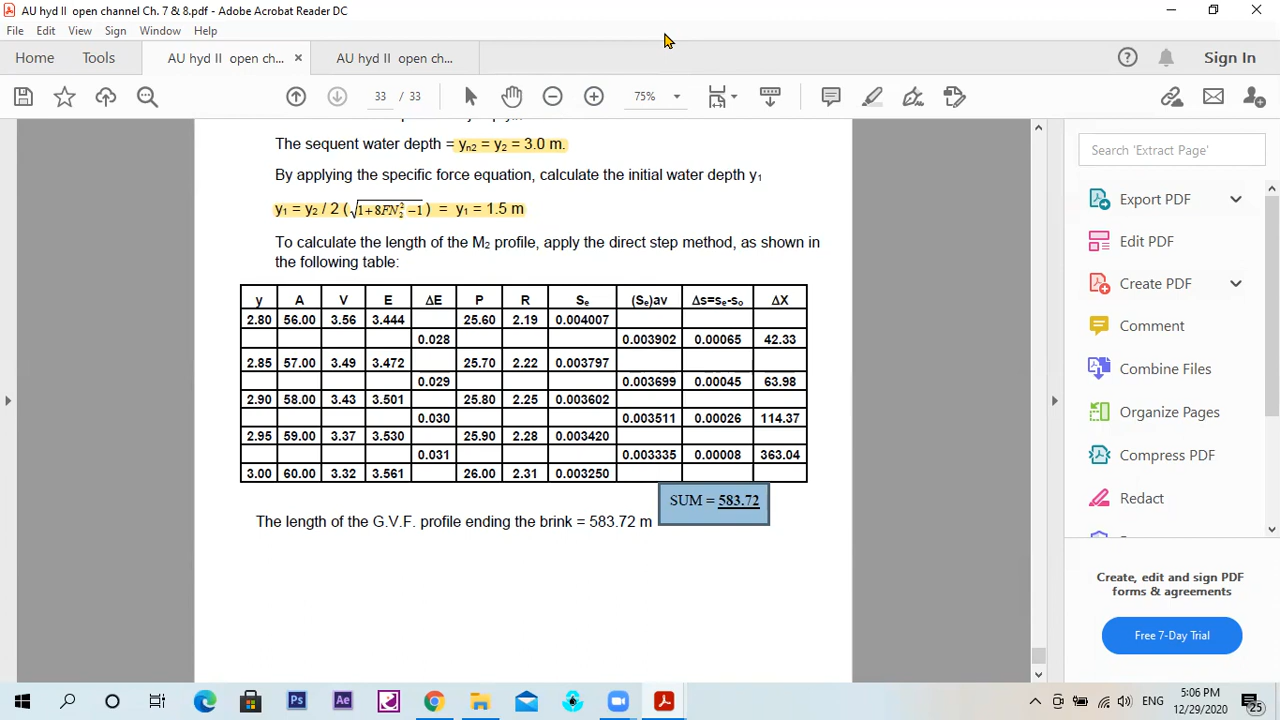 AU hyd II  open channel Ch. 7 & 8.pdf - Adobe Acrobat Reader DC
File Edit View Sign Window Help
Home Tools AU hyd II open ch... × AU hyd II open ch... Sign In
33 / 33 75%
The sequent water depth = yn2 = y2 = 3.0 m.
By applying the specific force equation, calculate the initial water depth y1
y1 = y2 / 2 (√1+8FN₂² −1 ) = y1 = 1.5 m
To calculate the length of the M2 profile, apply the direct step method, as shown in
the following table:
y A V E ΔE P R Se (Se)av Δs=se-so ΔX
2.80 56.00 3.56 3.444 25.60 2.19 0.004007
0.028 0.003902 0.00065 42.33
2.85 57.00 3.49 3.472 25.70 2.22 0.003797
0.029 0.003699 0.00045 63.98
2.90 58.00 3.43 3.501 25.80 2.25 0.003602
0.030 0.003511 0.00026 114.37
2.95 59.00 3.37 3.530 25.90 2.28 0.003420
0.031 0.003335 0.00008 363.04
3.00 60.00 3.32 3.561 26.00 2.31 0.003250
SUM = 583.72
The length of the G.V.F. profile ending the brink = 583.72 m
Search 'Extract Page'
Export PDF
Edit PDF
Create PDF
Comment
Combine Files
Organize Pages
Compress PDF
Redact
Create, edit and sign PDF
forms & agreements
Free 7-Day Trial
Ps Ae ENG 5:06 PM
12/29/2020 25